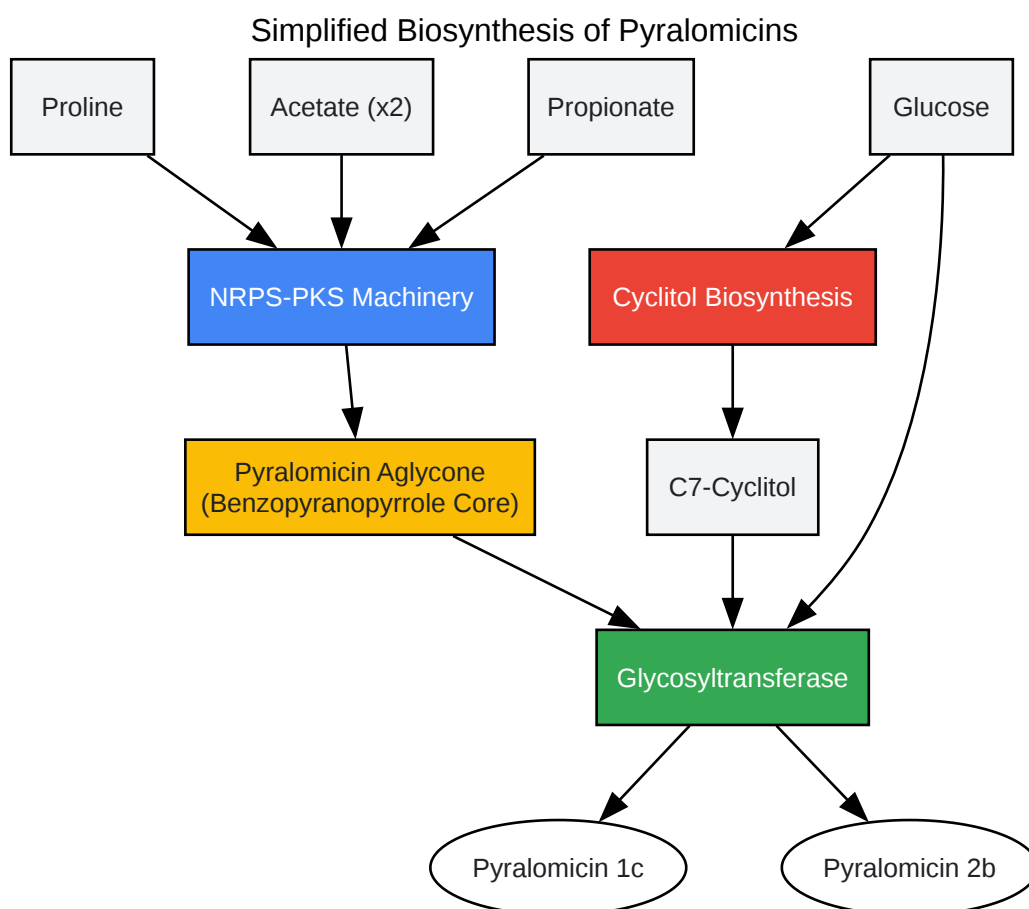 Simplified Biosynthesis of Pyralomicins
Proline
Acetate (x2)
Propionate
Glucose
NRPS-PKS Machinery
Cyclitol Biosynthesis
Pyralomicin Aglycone
(Benzopyranopyrrole Core)
C7-Cyclitol
Glycosyltransferase
Pyralomicin 1c
Pyralomicin 2b